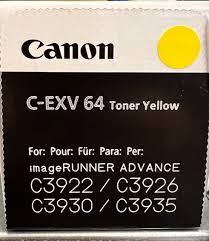 Canon
C-EXV 64 Toner Yellow
For: Pour: Für: Para: Per:
imageRUNNER ADVANCE
C3922 / C3926
C3930 / C3935